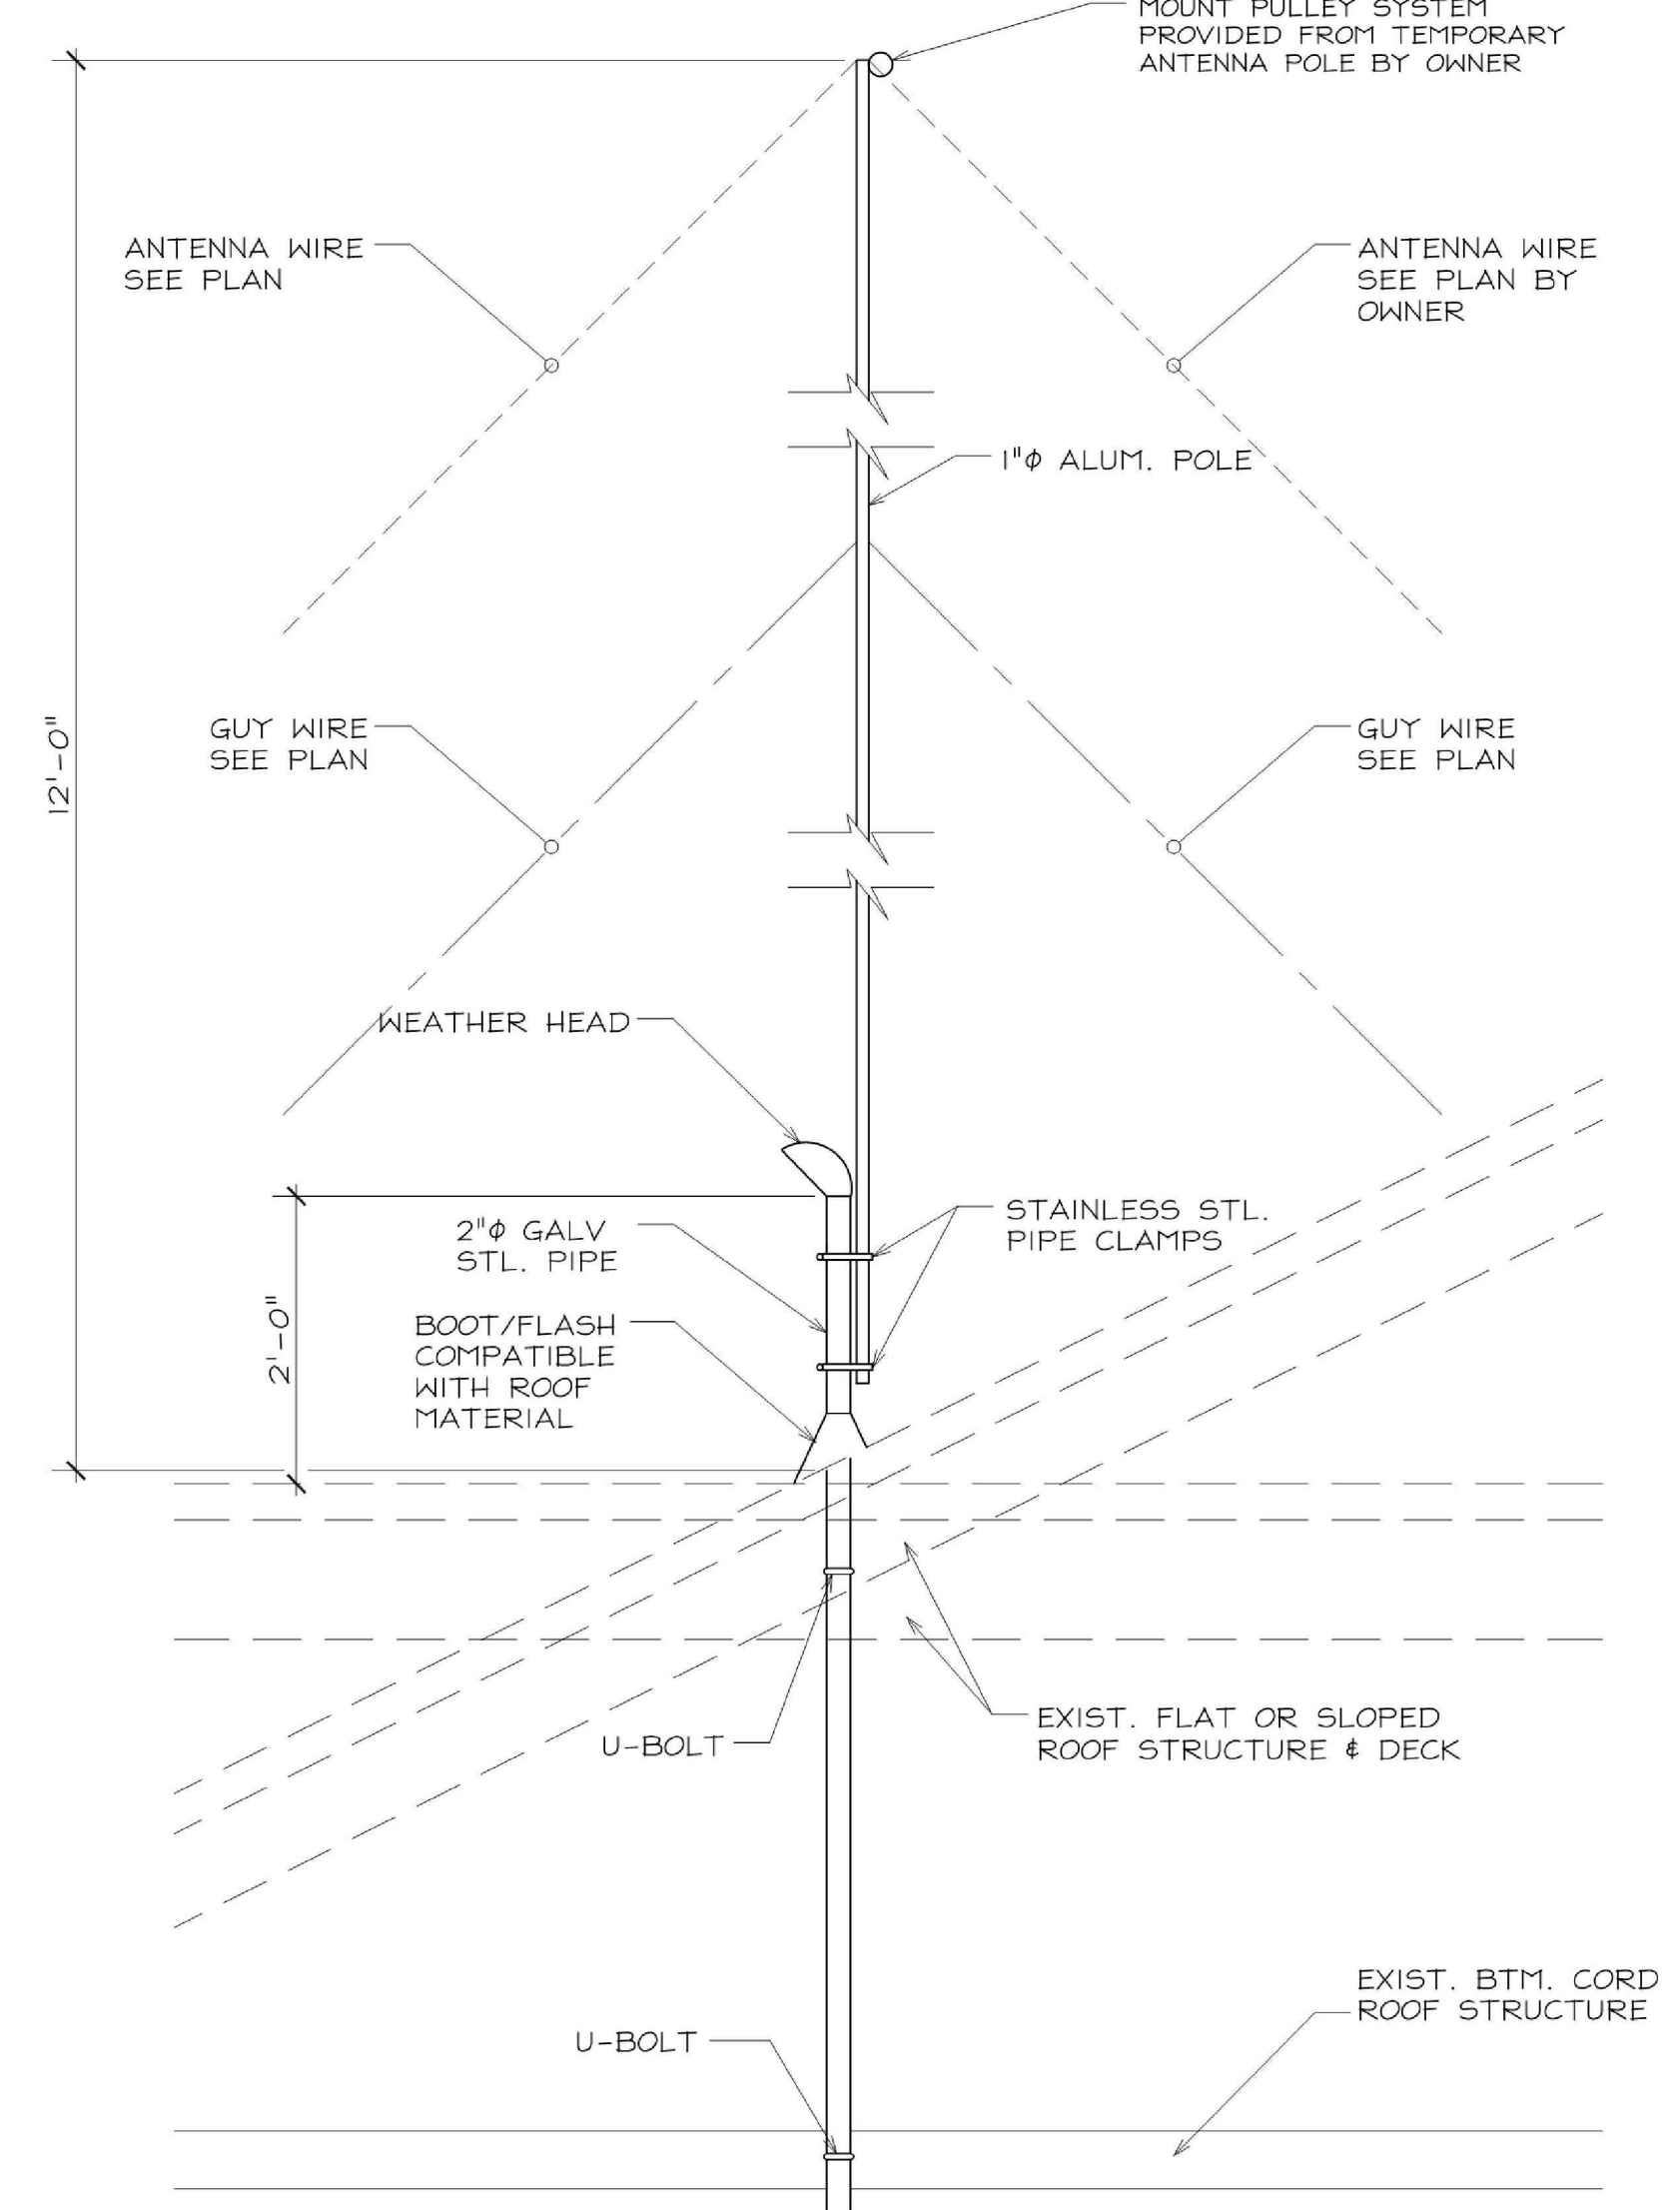 MOUNT PULLEY SYSTEM
PROVIDED FROM TEMPORARY
ANTENNA POLE BY OWNER
ANTENNA WIRE
SEE PLAN
ANTENNA WIRE
SEE PLAN BY
OWNER
1"ϕ ALUM. POLE
12'-0"
GUY WIRE
SEE PLAN
GUY WIRE
SEE PLAN
WEATHER HEAD
2"ϕ GALV
STL. PIPE
STAINLESS STL.
PIPE CLAMPS
2'-0"
BOOT/FLASH
COMPATIBLE
WITH ROOF
MATERIAL
U-BOLT
EXIST. FLAT OR SLOPED
ROOF STRUCTURE & DECK
EXIST. BTM. CORD
ROOF STRUCTURE
U-BOLT